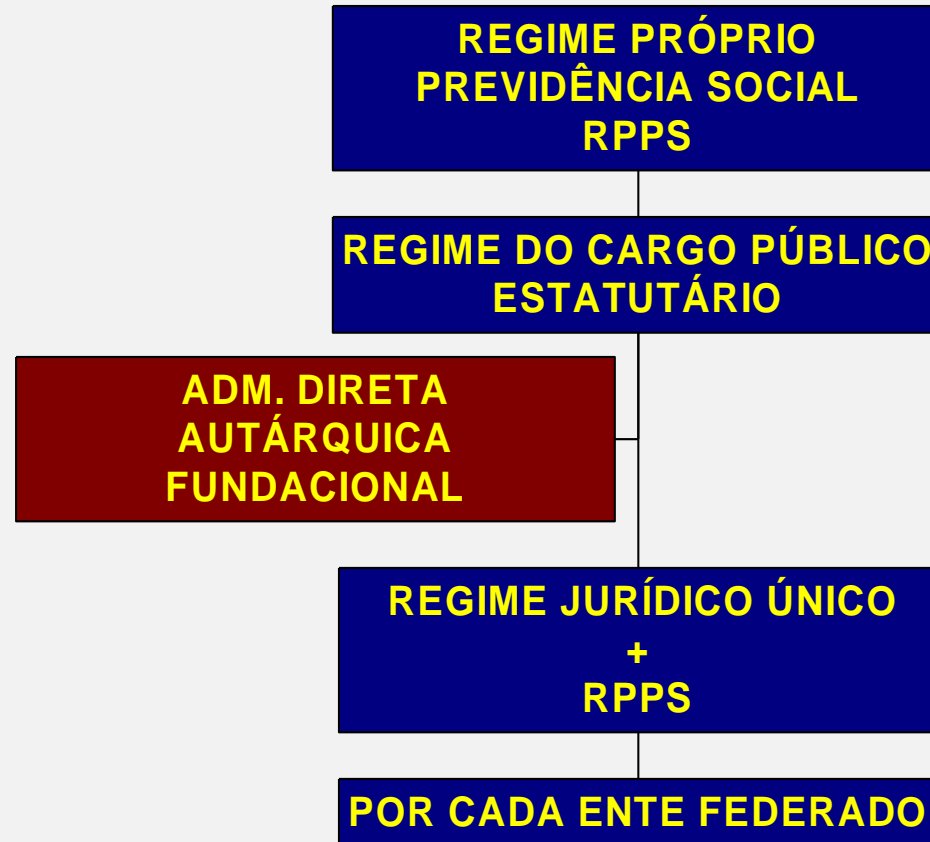 REGIME PRÓPRIO
PREVIDÊNCIA SOCIAL
RPPS
REGIME DO CARGO PÚBLICO
ESTATUTÁRIO
ADM. DIRETA
AUTÁRQUICA
FUNDACIONAL
REGIME JURÍDICO ÚNICO
+
RPPS
POR CADA ENTE FEDERADO